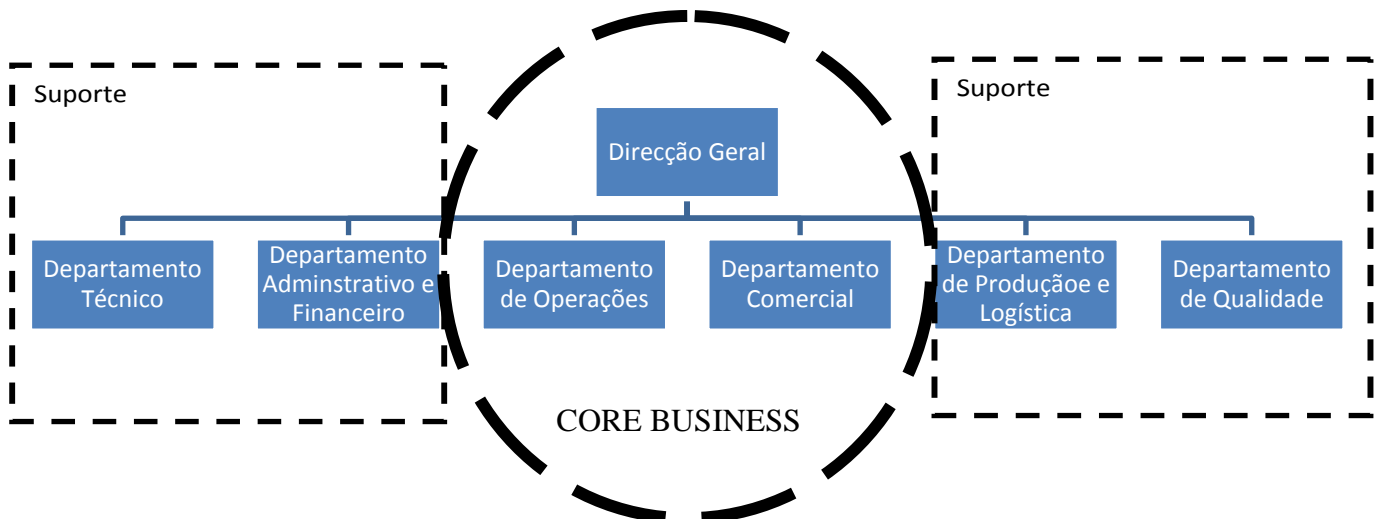 Suporte
Suporte
Direcção Geral
Departamento
Técnico
Departamento
Adminstrativo e
Financeiro
Departamento
de Operações
Departamento
Comercial
Departamento
de Produçãoe e
Logística
Departamento
de Qualidade
CORE BUSINESS